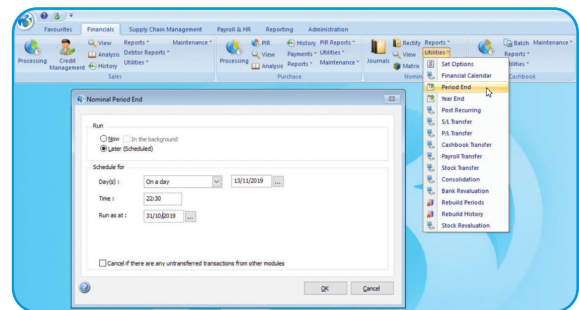 Favourites Financials Supply Chain Management Payroll & HR Reporting Administration
View Reports Maintenance PIR History PIR Reports Rectify Reports Batch Maintenance
Processing Credit Management Analysis Debtor Reports View Payments Utilities Processing Journals View Utilities Reports
History Utilities Analysis Reports Maintenance Matrix Utilities
Sales Purchase Nomin Cashbook
Set Options
Financial Calendar
Period End
Year End
Post Recurring
S/L Transfer
P/L Transfer
Cashbook Transfer
Payroll Transfer
Stock Transfer
Consolidation
Bank Revaluation
Rebuild Periods
Rebuild History
Stock Revaluation
Nominal Period End
Run
Now In the background
Later (Scheduled)
Schedule for
Day(s) : On a day 13/11/2019 ...
Time : 22:30
Run as at : 31/10/2019 ...
Cancel if there are any untransferred transactions from other modules
OK Cancel